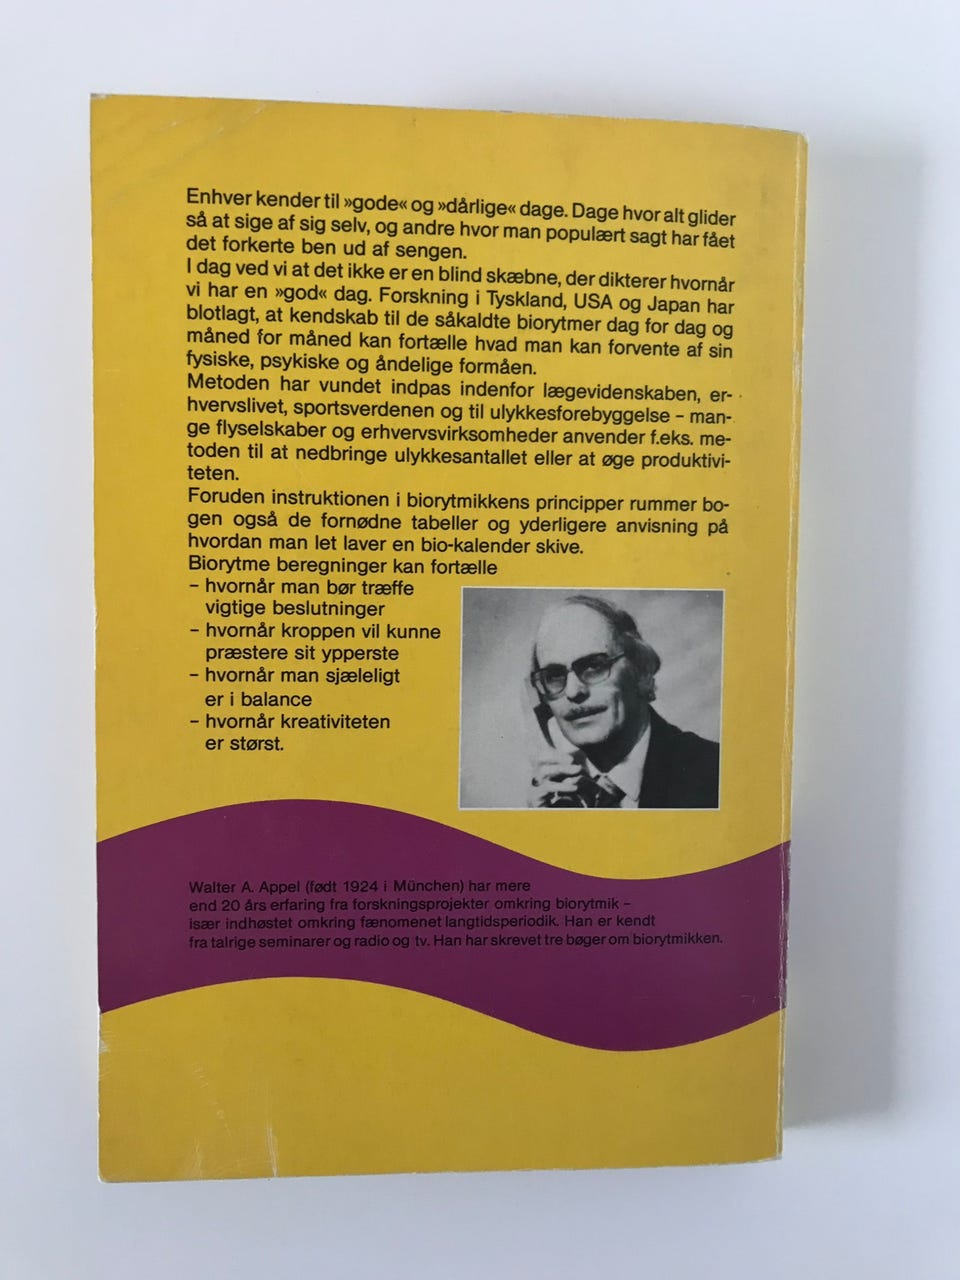 Enhver kender til »gode« og »dårlige« dage. Dage hvor alt glider
så at sige af sig selv, og andre hvor man populært sagt har fået
det forkerte ben ud af sengen.
I dag ved vi at det ikke er en blind skæbne, der dikterer hvornår
vi har en »god« dag. Forskning i Tyskland, USA og Japan har
blotlagt, at kendskab til de såkaldte biorytmer dag for dag og
måned for måned kan fortælle hvad man kan forvente af sin
fysiske, psykiske og åndelige formåen.
Metoden har vundet indpas indenfor lægevidenskaben, er-
hvervslivet, sportsverdenen og til ulykkesforebyggelse – man-
ge flyselskaber og erhvervsvirksomheder anvender f.eks. me-
toden til at nedbringe ulykkesantallet eller at øge produktivi-
teten.
Foruden instruktionen i biorytmikkens principper rummer bo-
gen også de fornødne tabeller og yderligere anvisning på
hvordan man let laver en bio-kalender skive.
Biorytme beregninger kan fortælle
– hvornår man bør træffe
vigtige beslutninger
– hvornår kroppen vil kunne
præstere sit ypperste
– hvornår man sjæleligt
er i balance
– hvornår kreativiteten
er størst.
Walter A. Appel (født 1924 i München) har mere
end 20 års erfaring fra forskningsprojekter omkring biorytmik –
især indhøstet omkring fænomenet langtidsperiodik. Han er kendt
fra talrige seminarer og radio og tv. Han har skrevet tre bøger om biorytmikken.